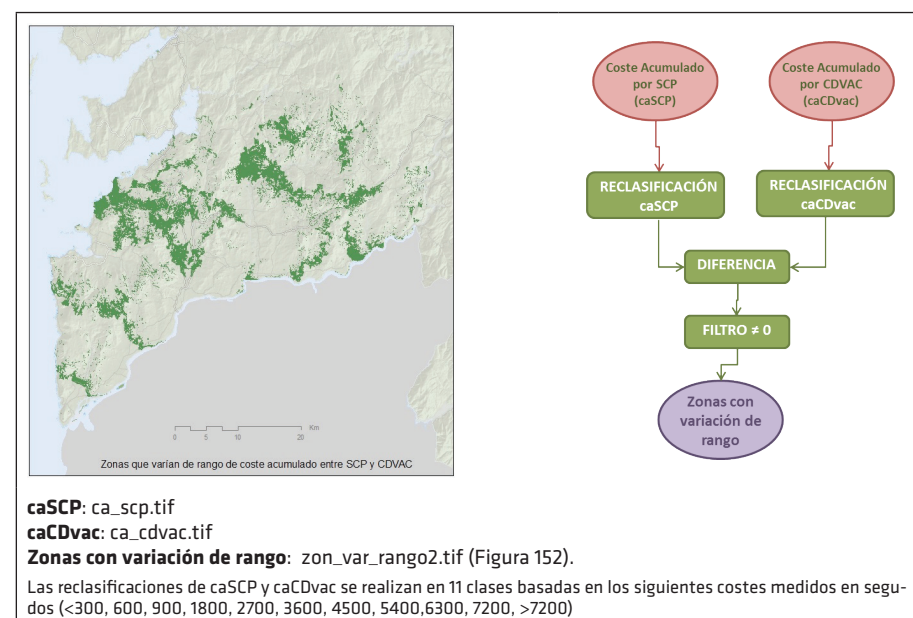 Km
0 5 10 20
Zonas que varían de rango de coste acumulado entre SCP y CDVAC
Coste Acumulado
por SCP
(caSCP)
Coste Acumulado
por CDVAC
(caCDvac)
RECLASIFICACIÓN
caSCP
RECLASIFICACIÓN
caCDvac
DIFERENCIA
FILTRO ≠ 0
Zonas con
variación de
rango
caSCP: ca_scp.tif
caCDvac: ca_cdvac.tif
Zonas con variación de rango: zon_var_rango2.tif (Figura 152).
Las reclasificaciones de caSCP y caCDvac se realizan en 11 clases basadas en los siguientes costes medidos en segu-
dos (<300, 600, 900, 1800, 2700, 3600, 4500, 5400,6300, 7200, >7200)